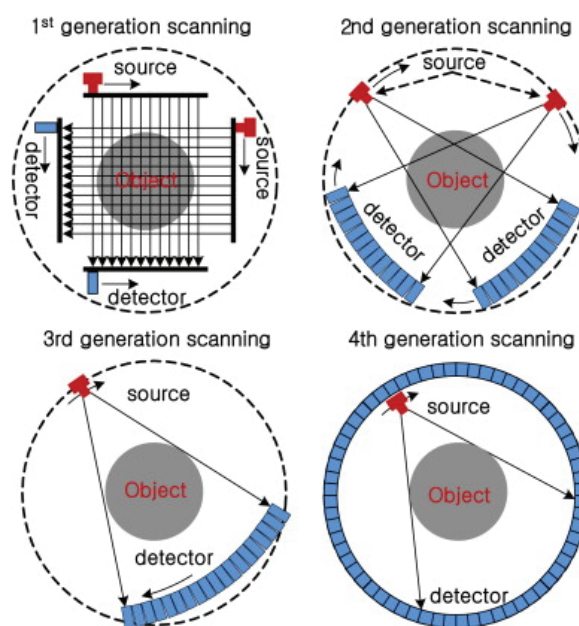 1st generation scanning
source
detector
Object
source
detector
2nd generation scanning
source
Object
detector
detector
3rd generation scanning
source
Object
detector
4th generation scanning
source
Object
detector